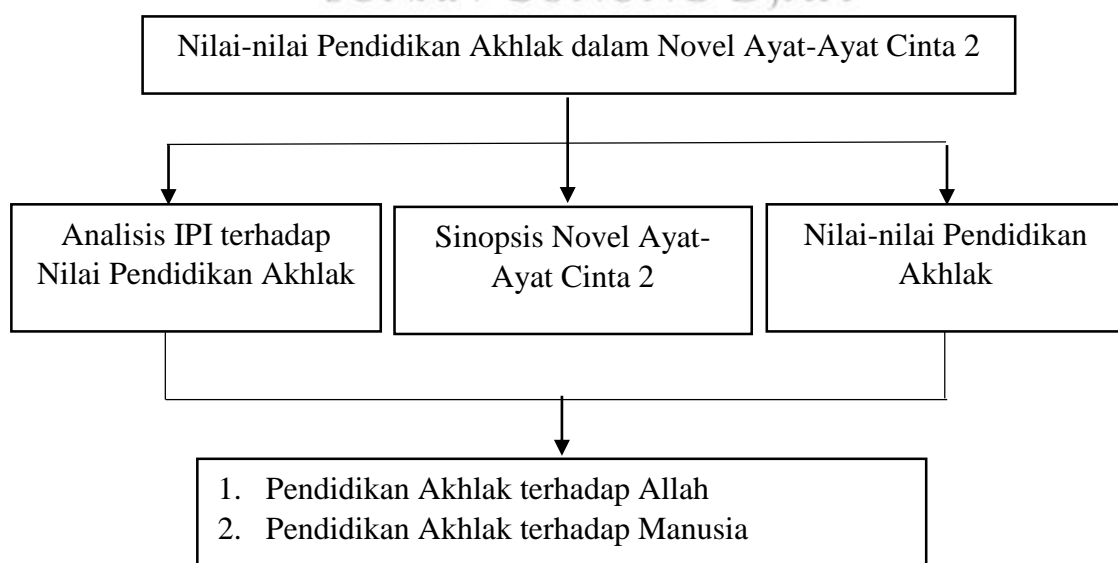 Nilai-nilai Pendidikan Akhlak dalam Novel Ayat-Ayat Cinta 2
Analisis IPI terhadap
Nilai Pendidikan Akhlak
Sinopsis Novel Ayat-
Ayat Cinta 2
Nilai-nilai Pendidikan
Akhlak
1. Pendidikan Akhlak terhadap Allah
2. Pendidikan Akhlak terhadap Manusia